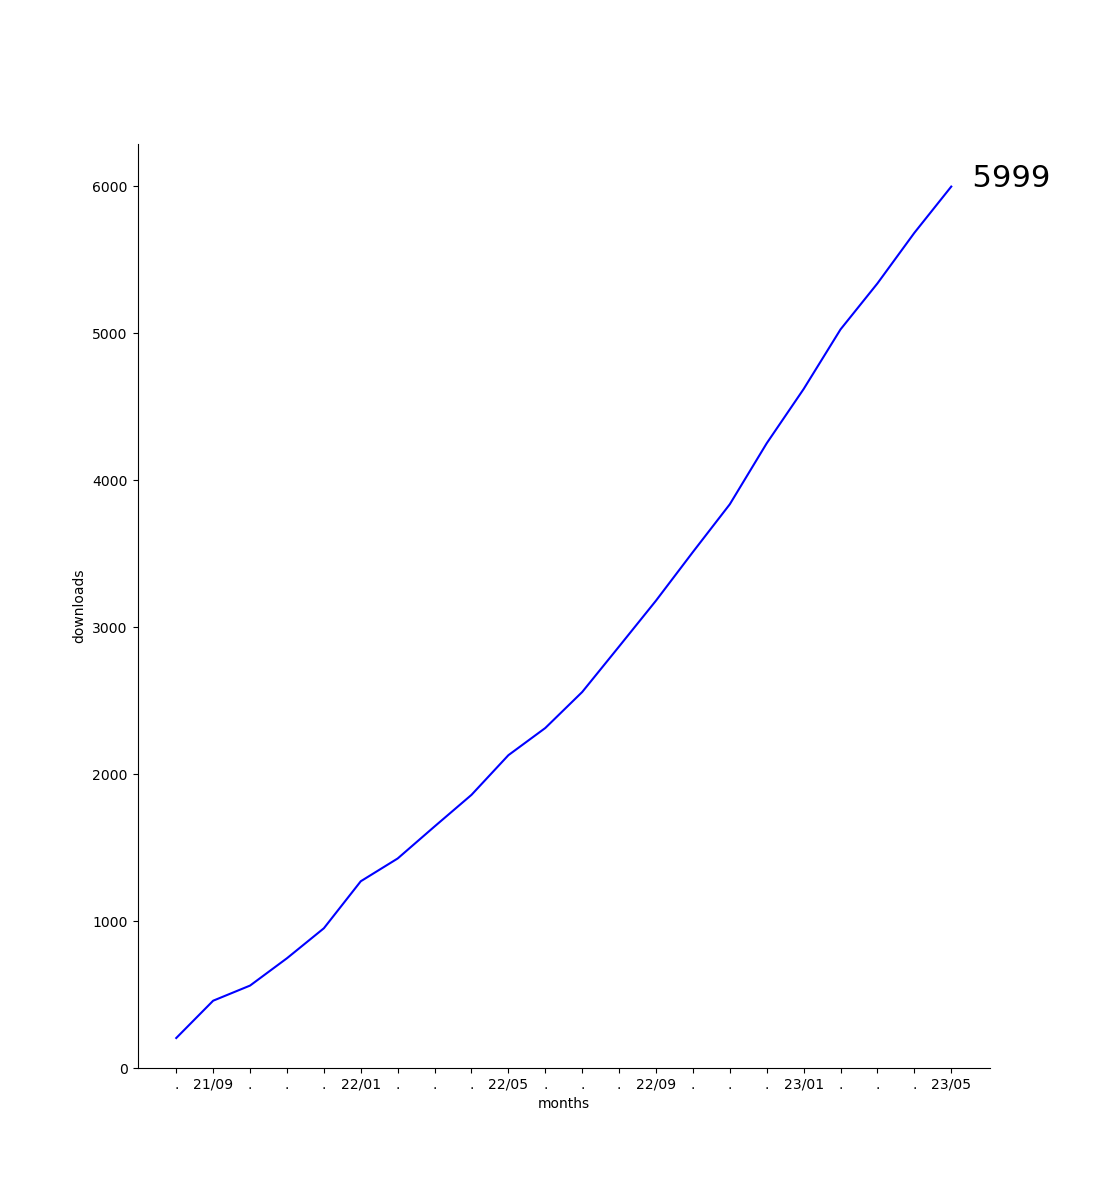 5999
6000
5000
4000
3000
downloads
2000
1000
0
. 21/09 . . . 22/01 . . . 22/05 . . . 22/09 . . . 23/01 . . . 23/05
months